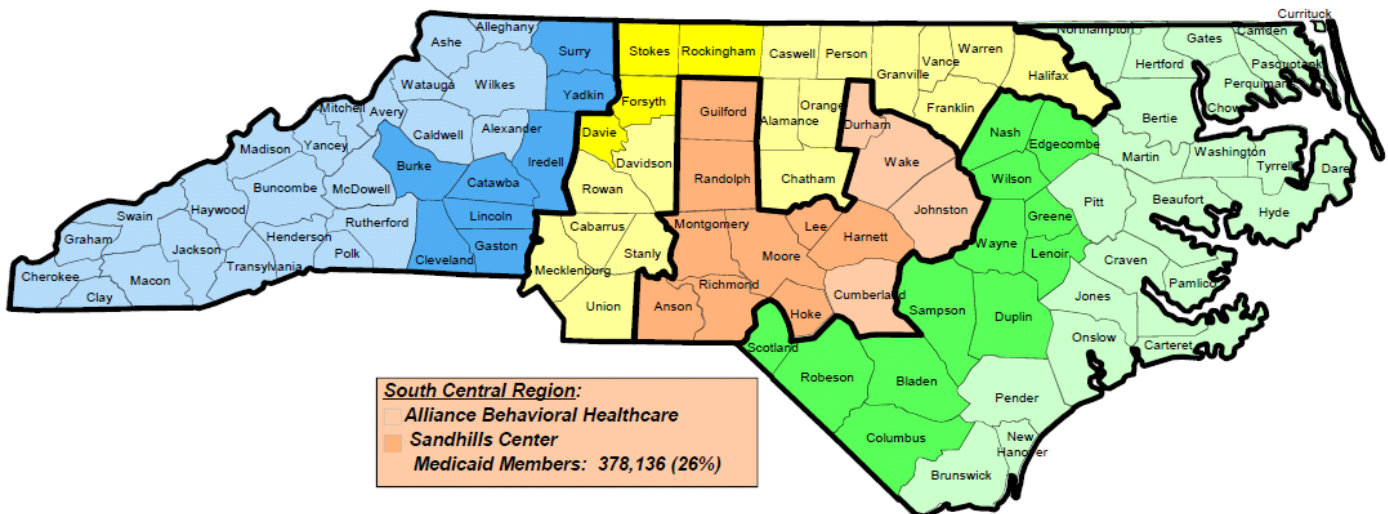 Currituck
Alleghany
Ashe
Surry
Stokes
Rockingham
Caswell
Person
Vance
Warren
Granville
Northampton
Gates
Camden
Pasquotank
Hertford
Perquimans
Halifax
Watauga
Wilkes
Yadkin
Forsyth
Guilford
Orange
Alamance
Franklin
Chow
Mitchell
Avery
Caldwell
Alexander
Davie
Durham
Nash
Bertie
Edgecombe
Madison
Yancey
Burke
Iredell
Davidson
Wake
Martin
Washington
Tyrrell
Dare
Buncombe
McDowell
Catawba
Rowan
Randolph
Chatham
Wilson
Swain
Haywood
Rutherford
Lincoln
Johnston
Greene
Pitt
Beaufort
Hyde
Graham
Jackson
Henderson
Polk
Cleveland
Gaston
Cabarrus
Stanly
Montgomery
Lee
Harnett
Wayne
Lenoir
Craven
Cherokee
Macon
Transylvania
Mecklenburg
Moore
Pamlico
Clay
Union
Anson
Richmond
Hoke
Cumberland
Sampson
Duplin
Jones
Onslow
Carteret
Scotland
Robeson
Bladen
Pender
Columbus
New
Hanover
Brunswick
South Central Region:
Alliance Behavioral Healthcare
Sandhills Center
Medicaid Members: 378,136 (26%)